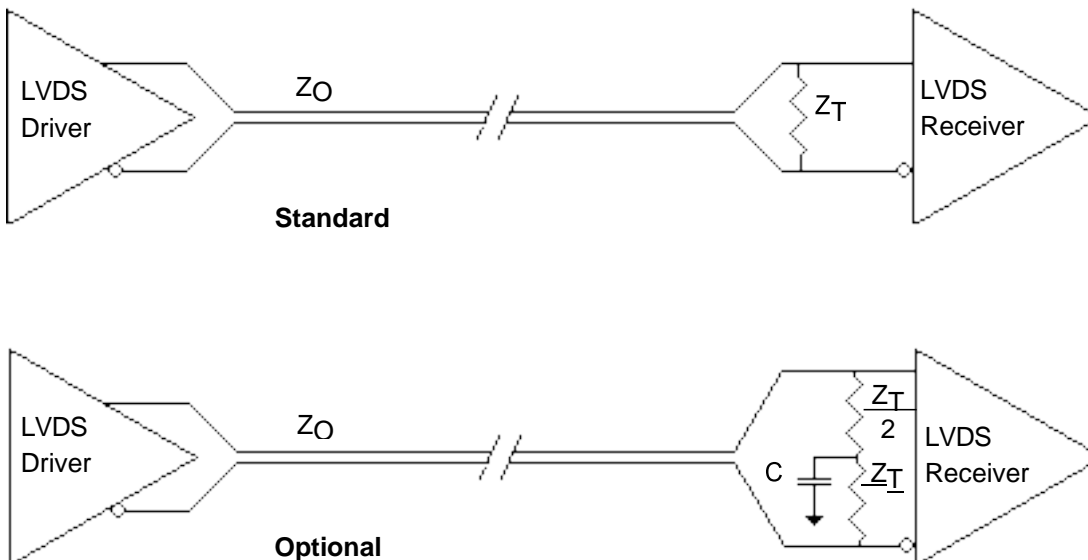 LVDS
Driver
ZO
ZT
LVDS
Receiver
Standard
LVDS
Driver
ZO
C
ZT
2
ZT
LVDS
Receiver
Optional